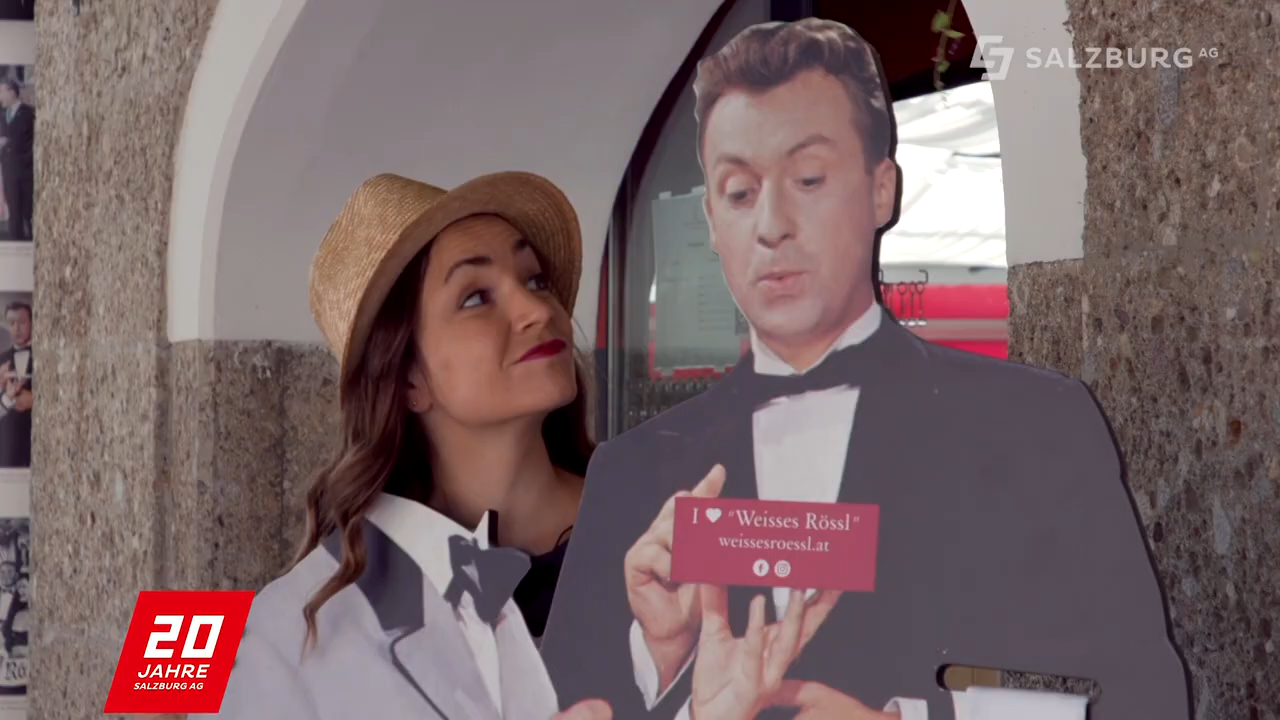 SALZBURG AG
I ♥ "Weisses Rössl"
weissesroessl.at
20
JAHRE
SALZBURG AG